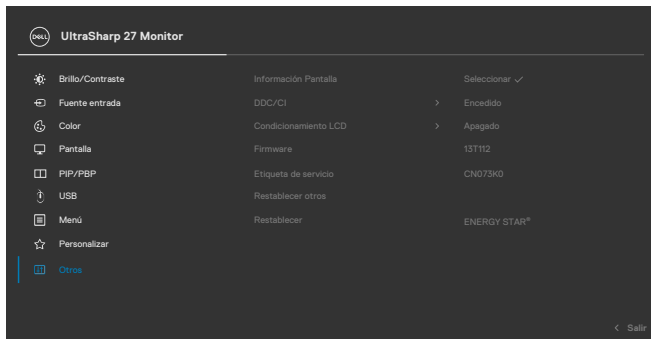 DELL UltraSharp 27 Monitor
Brillo/Contraste Información Pantalla Seleccionar ✓
Fuente entrada DDC/CI > Encedido
Color Condicionamiento LCD > Apagado
Pantalla Firmware 13T112
PIP/PBP Etiqueta de servicio CN073K0
USB Restablecer otros
Menú Restablecer ENERGY STAR®
Personalizar
Otros
< Salir